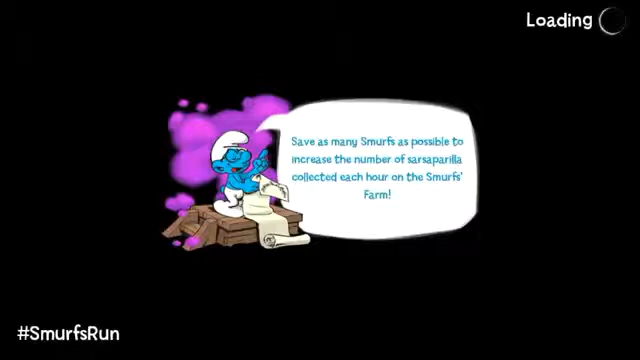 Loading
Save as many Smurfs as possible to
increase the number of sarsaparilla
collected each hour on the Smurfs'
Farm!
#SmurfsRun